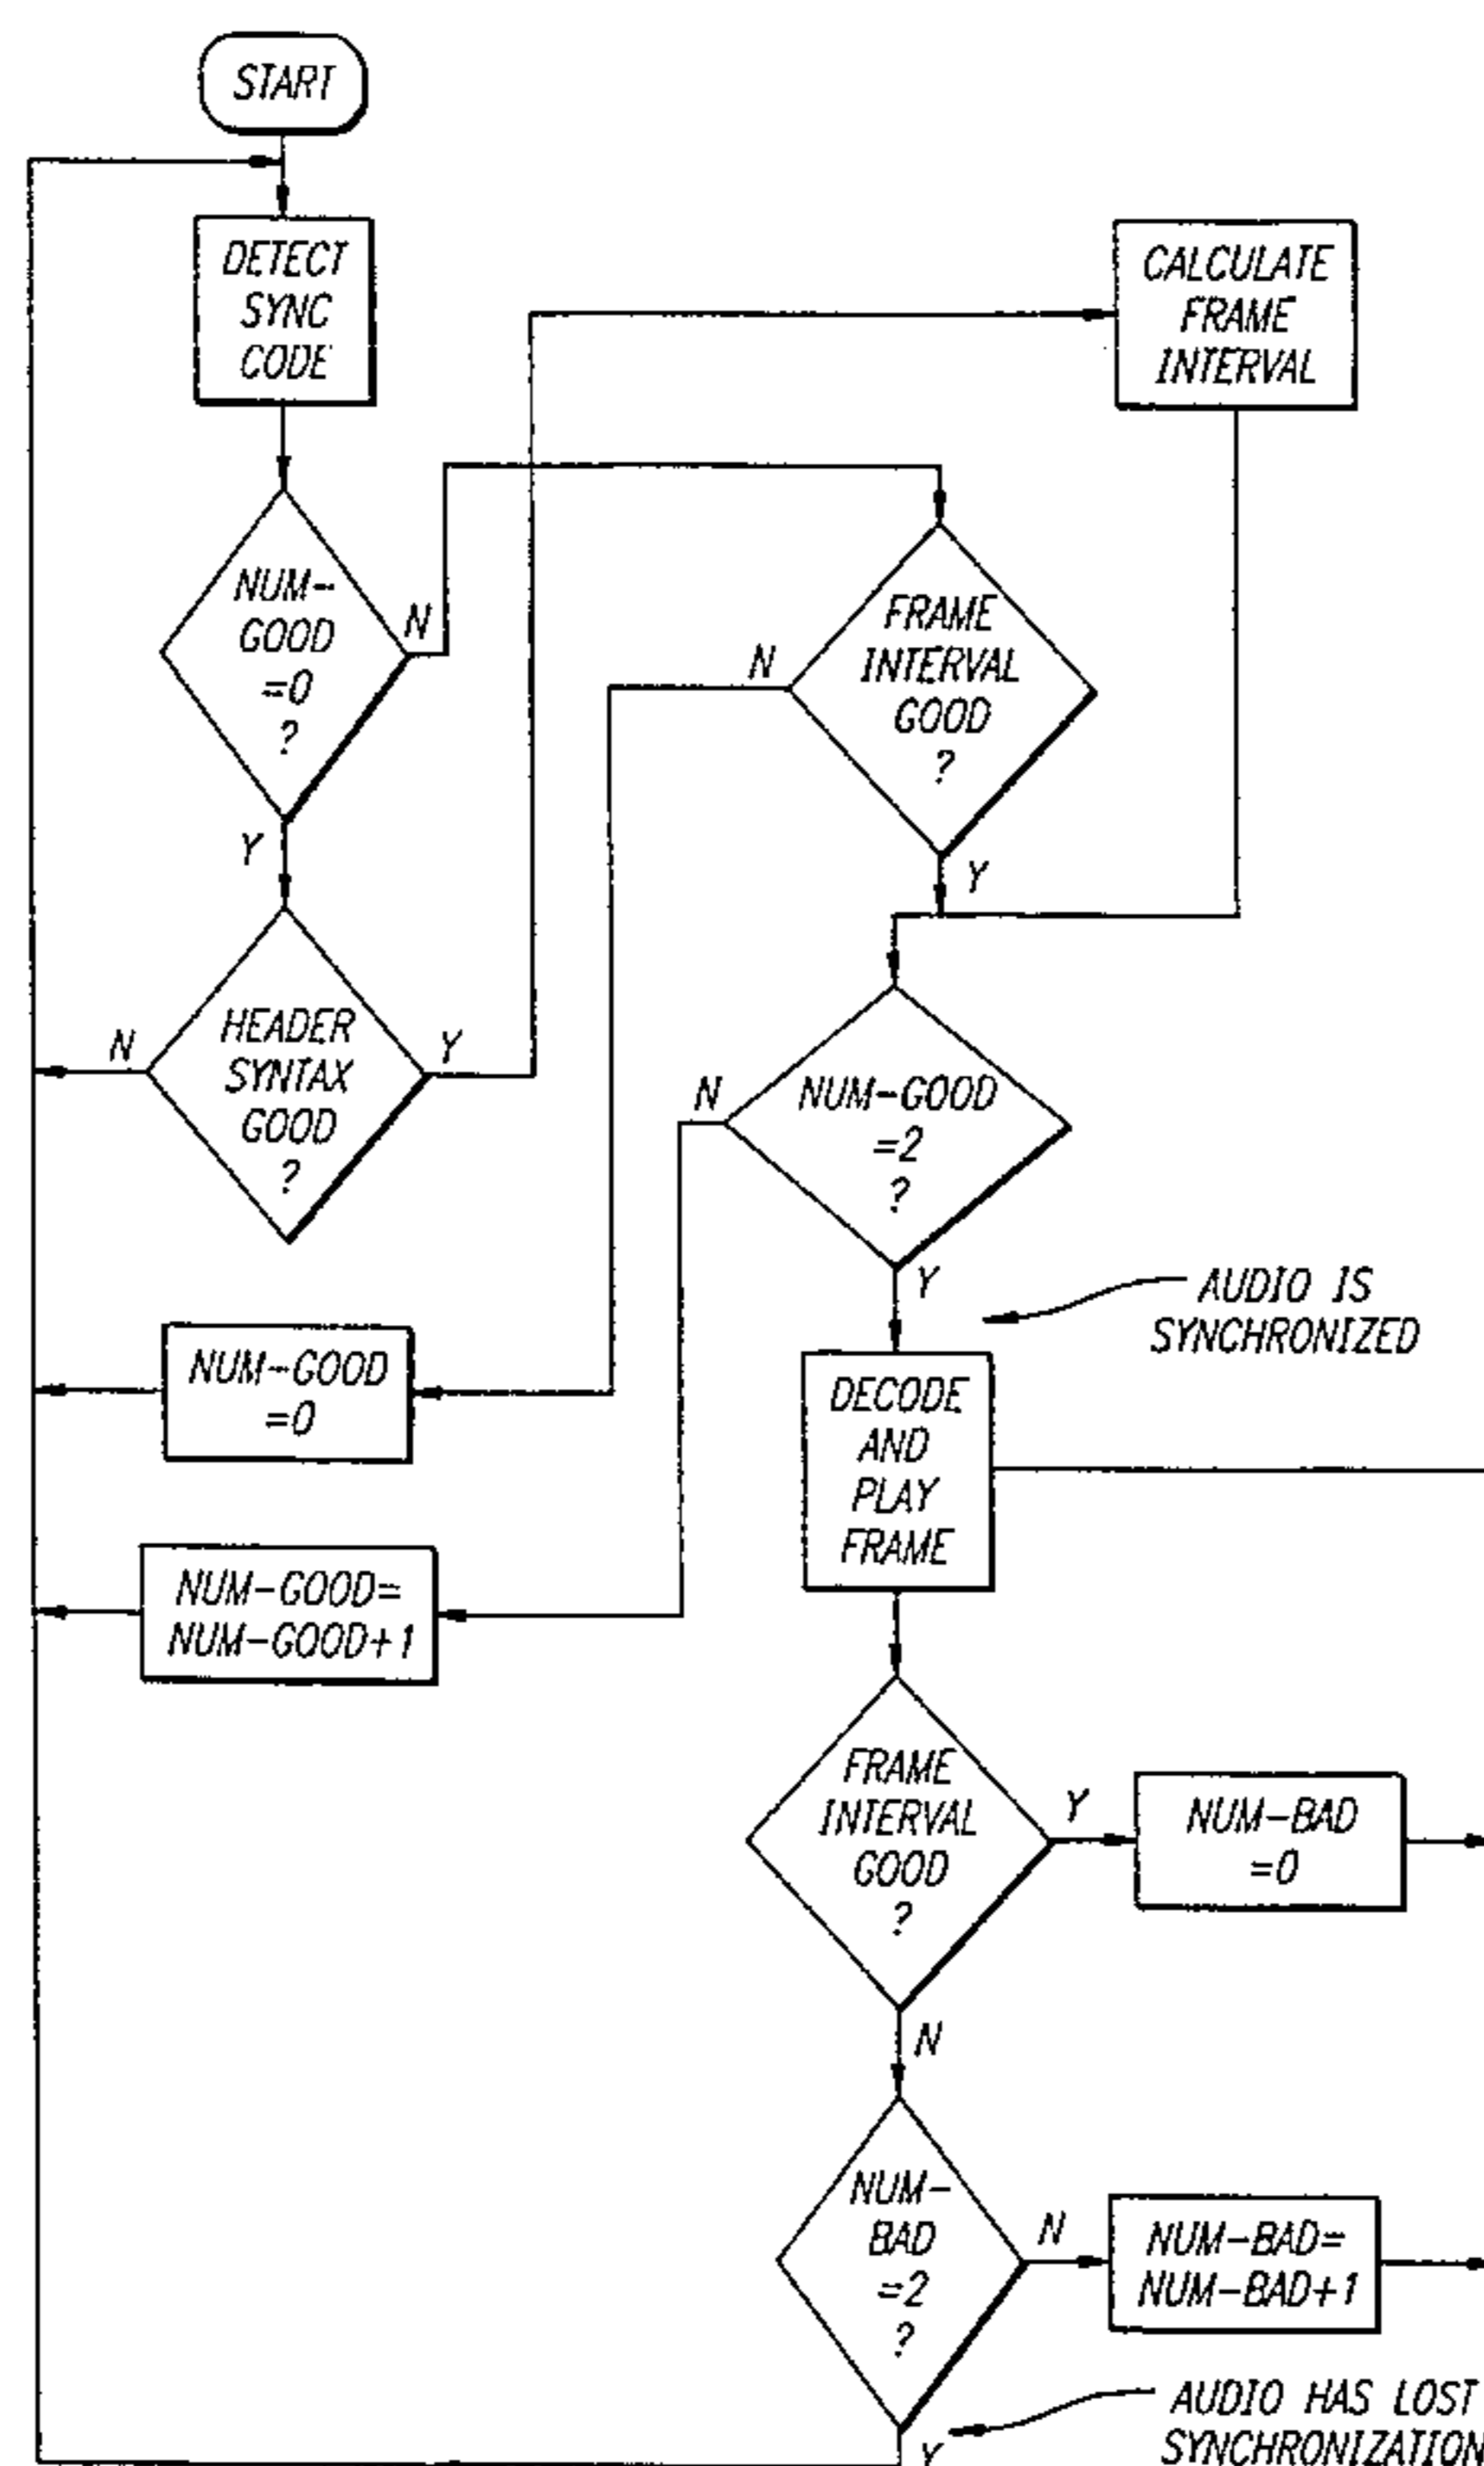 START
DETECT
SYNC
CODE
CALCULATE
FRAME
INTERVAL
NUM-
GOOD
=0
?
N
Y
FRAME
INTERVAL
GOOD
?
N
Y
HEADER
SYNTAX
GOOD
?
N
Y
NUM-GOOD
=2
?
N
Y
AUDIO IS
SYNCHRONIZED
NUM-GOOD
=0
DECODE
AND
PLAY
FRAME
NUM-GOOD=
NUM-GOOD+1
FRAME
INTERVAL
GOOD
?
Y
N
NUM-BAD
=0
NUM-
BAD
=2
?
N
Y
NUM-BAD=
NUM-BAD+1
AUDIO HAS LOST
SYNCHRONIZATION